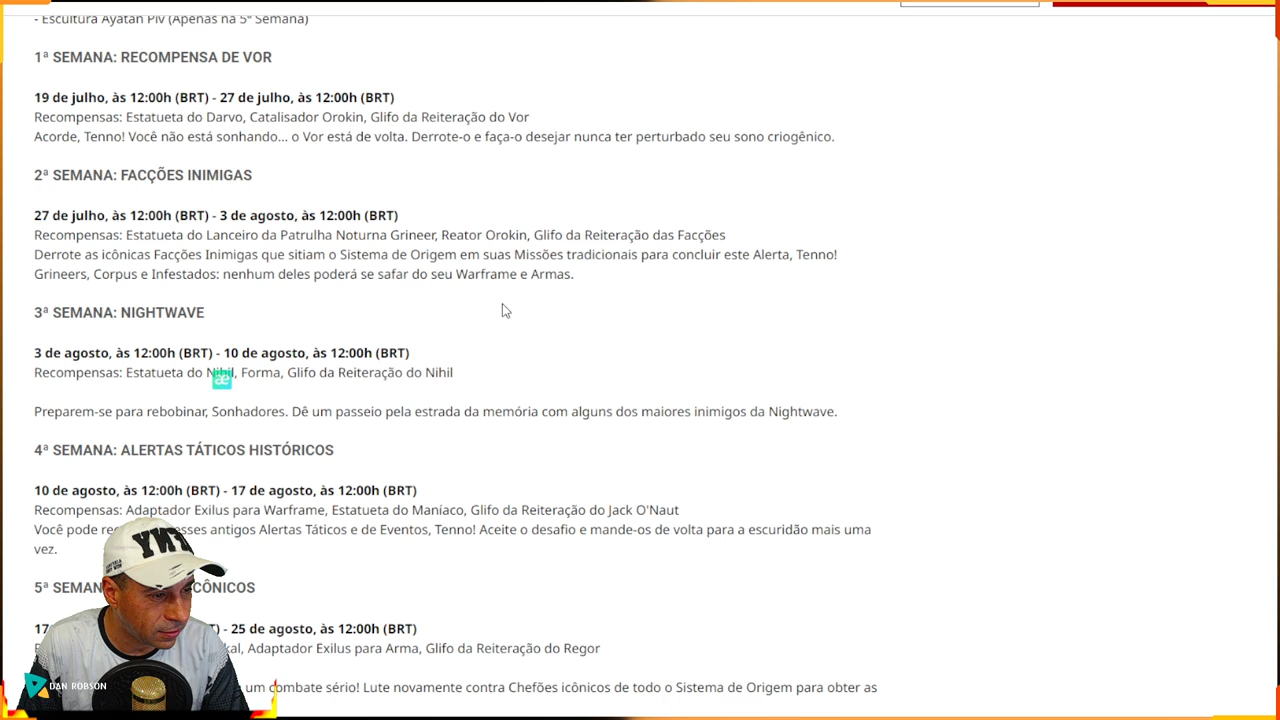 - Escultura Ayatan Piv (Apenas na 5ª Semana)
1ª SEMANA: RECOMPENSA DE VOR
19 de julho, às 12:00h (BRT) - 27 de julho, às 12:00h (BRT)
Recompensas: Estatueta do Darvo, Catalisador Orokin, Glifo da Reiteração do Vor
Acorde, Tenno! Você não está sonhando... o Vor está de volta. Derrote-o e faça-o desejar nunca ter perturbado seu sono criogênico.
2ª SEMANA: FACÇÕES INIMIGAS
27 de julho, às 12:00h (BRT) - 3 de agosto, às 12:00h (BRT)
Recompensas: Estatueta do Lanceiro da Patrulha Noturna Grineer, Reator Orokin, Glifo da Reiteração das Facções
Derrote as icônicas Facções Inimigas que sitiam o Sistema de Origem em suas Missões tradicionais para concluir este Alerta, Tenno!
Grineers, Corpus e Infestados: nenhum deles poderá se safar do seu Warframe e Armas.
3ª SEMANA: NIGHTWAVE
3 de agosto, às 12:00h (BRT) - 10 de agosto, às 12:00h (BRT)
Recompensas: Estatueta do Nihil, Forma, Glifo da Reiteração do Nihil
æ
Preparem-se para rebobinar, Sonhadores. Dê um passeio pela estrada da memória com alguns dos maiores inimigos da Nightwave.
4ª SEMANA: ALERTAS TÁTICOS HISTÓRICOS
10 de agosto, às 12:00h (BRT) - 17 de agosto, às 12:00h (BRT)
Recompensas: Adaptador Exilus para Warframe, Estatueta do Maníaco, Glifo da Reiteração do Jack O'Naut
Você pode esses antigos Alertas Táticos e de Eventos, Tenno! Aceite o desafio e mande-os de volta para a escuridão mais uma
vez.
5ª
17 - 25 de agosto, às 12:00h (BRT)
Adaptador Exilus para Arma, Glifo da Reiteração do Regor
um combate sério! Lute novamente contra Chefões icônicos de todo o Sistema de Origem para obter as
DAN ROBSON